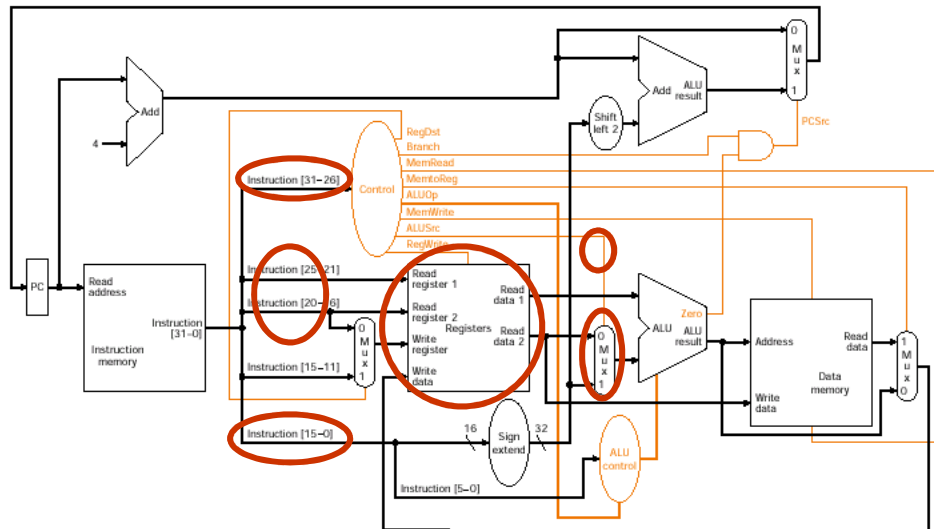 0
M
u
x
1
Add
ALU
result
Add
4
Shift
left 2
PCSrc
RegDst
Branch
MemRead
MemtoReg
ALUOp
MemWrite
ALUSrc
RegWrite
Instruction [31–26]
Control
Instruction [25–21]
Instruction [20–16]
Instruction [15–11]
Instruction [15–0]
PC
Read
address
Instruction
[31–0]
Instruction
memory
0
M
u
x
1
Read
register 1
Read
register 2
Write
register
Write
data
Registers
Read
data 1
Read
data 2
0
M
u
x
1
Zero
ALU
ALU
result
Address
Write
data
Read
data
Data
memory
1
M
u
x
0
16
Sign
extend
32
ALU
control
Instruction [5–0]